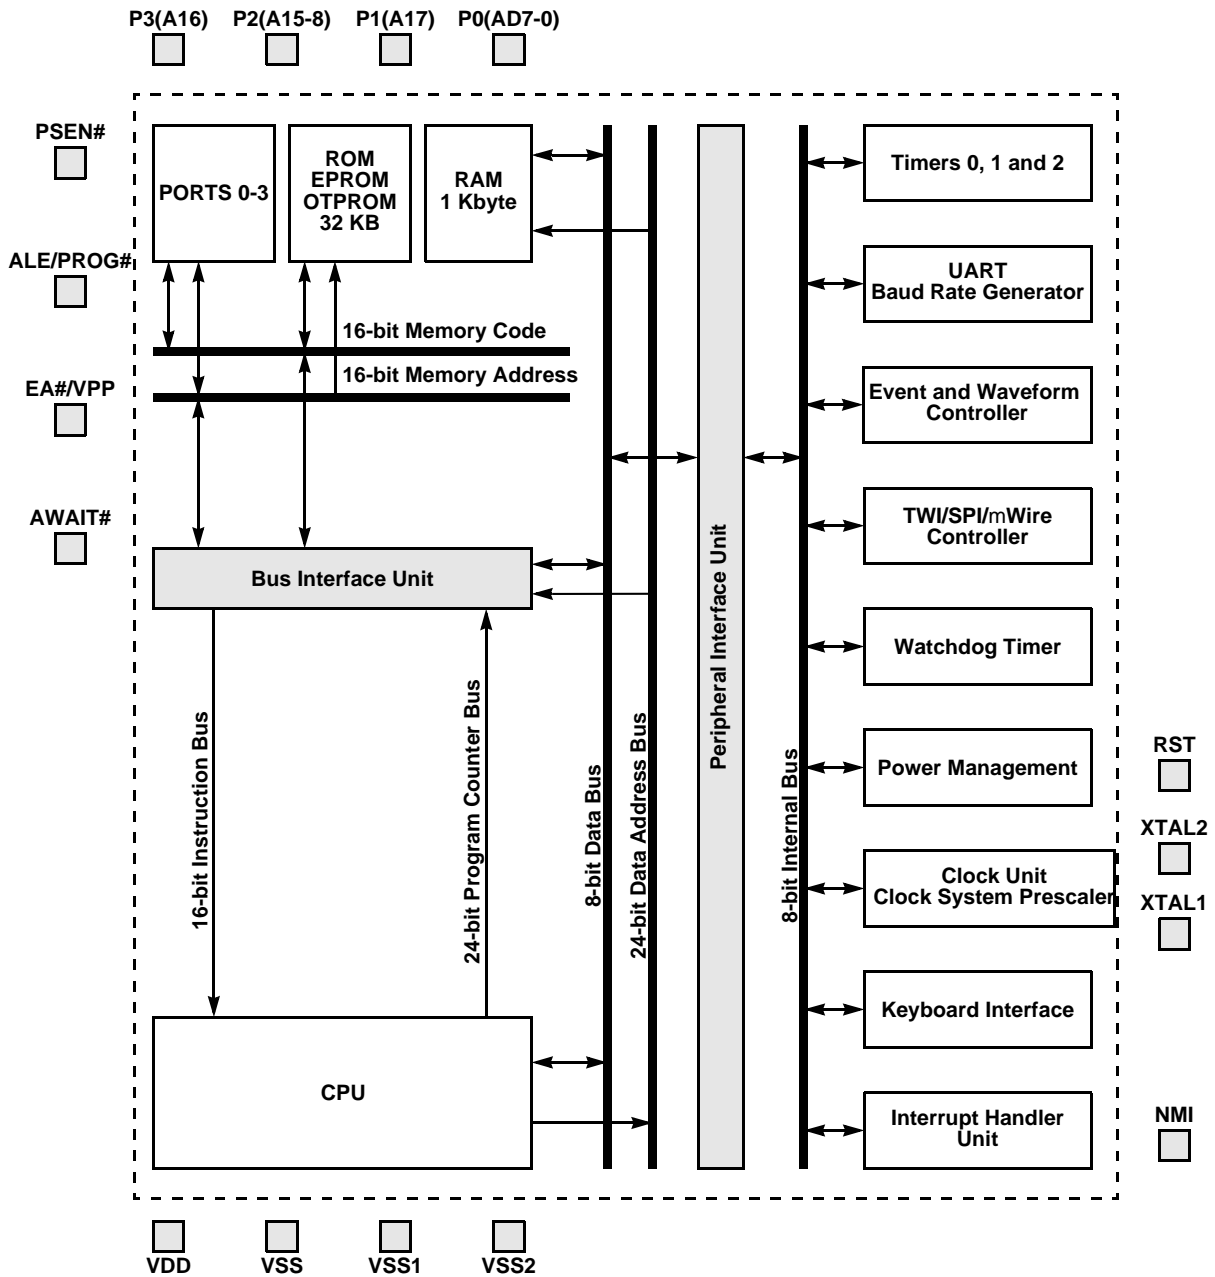 P3(A16) P2(A15-8) P1(A17) P0(AD7-0)
PSEN#
ALE/PROG#
EA#/VPP
AWAIT#
PORTS 0-3
ROM
EPROM
OTPROM
32 KB
RAM
1 Kbyte
16-bit Memory Code
16-bit Memory Address
Bus Interface Unit
16-bit Instruction Bus
24-bit Program Counter Bus
8-bit Data Bus
24-bit Data Address Bus
Peripheral Interface Unit
8-bit Internal Bus
CPU
Timers 0, 1 and 2
UART
Baud Rate Generator
Event and Waveform
Controller
TWI/SPI/mWire
Controller
Watchdog Timer
Power Management
Clock Unit
Clock System Prescaler
Keyboard Interface
Interrupt Handler
Unit
RST
XTAL2
XTAL1
NMI
VDD VSS VSS1 VSS2